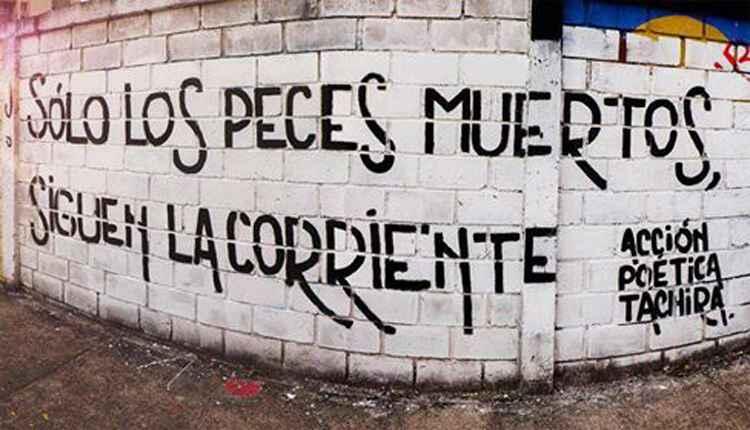 SÓLO LOS PECES MUERTOS,
SIGUEN LA CORRIENTE
ACCIÓN
POÉTICA
TÁCHIRA